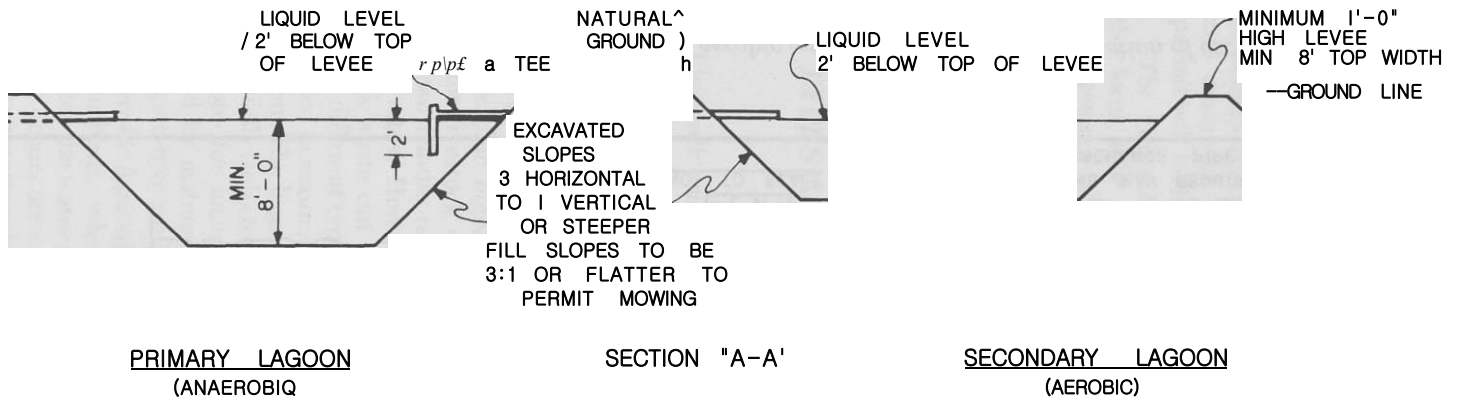 LIQUID LEVEL
/ 2' BELOW TOP
OF LEVEE
r p\p£ a TEE
NATURAL^
GROUND )
h
LIQUID LEVEL
2' BELOW TOP OF LEVEE
MINIMUM I'-0"
HIGH LEVEE
MIN 8' TOP WIDTH
--GROUND LINE
MIN.
8'-0"
2'
EXCAVATED
SLOPES
3 HORIZONTAL
TO I VERTICAL
OR STEEPER
FILL SLOPES TO BE
3:1 OR FLATTER TO
PERMIT MOWING
PRIMARY LAGOON
(ANAEROBIQ
SECTION "A-A'
SECONDARY LAGOON
(AEROBIC)